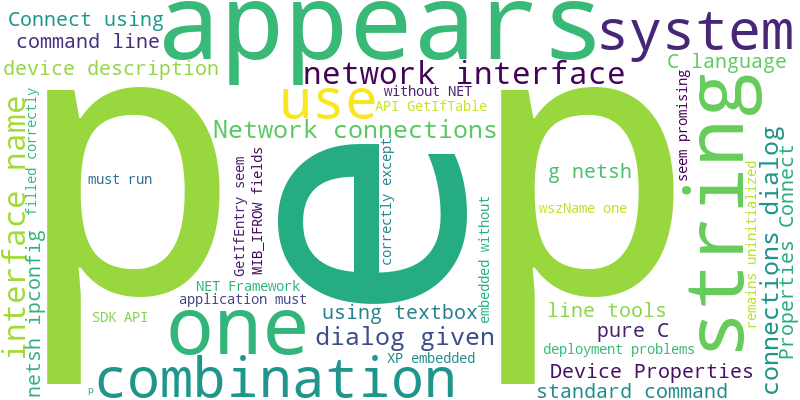 Connect using
appears
system
command line
C language
device description
network interface
without NET
use
API GetIfTable
seem promising
string
Network connections
interface name
filled correctly
p
e
p
must run
GetIfEntry seem
MIB_IFROW fields
correctly except
g netsh
wszName one
remains uninitialized
connections dialog
Properties Connect
netsh ipconfig
NET Framework
application must
embedded without
SDK API
one
using textbox
line tools
dialog given
pure C
deployment problems
XP embedded
Device Properties
combination
standard command
p